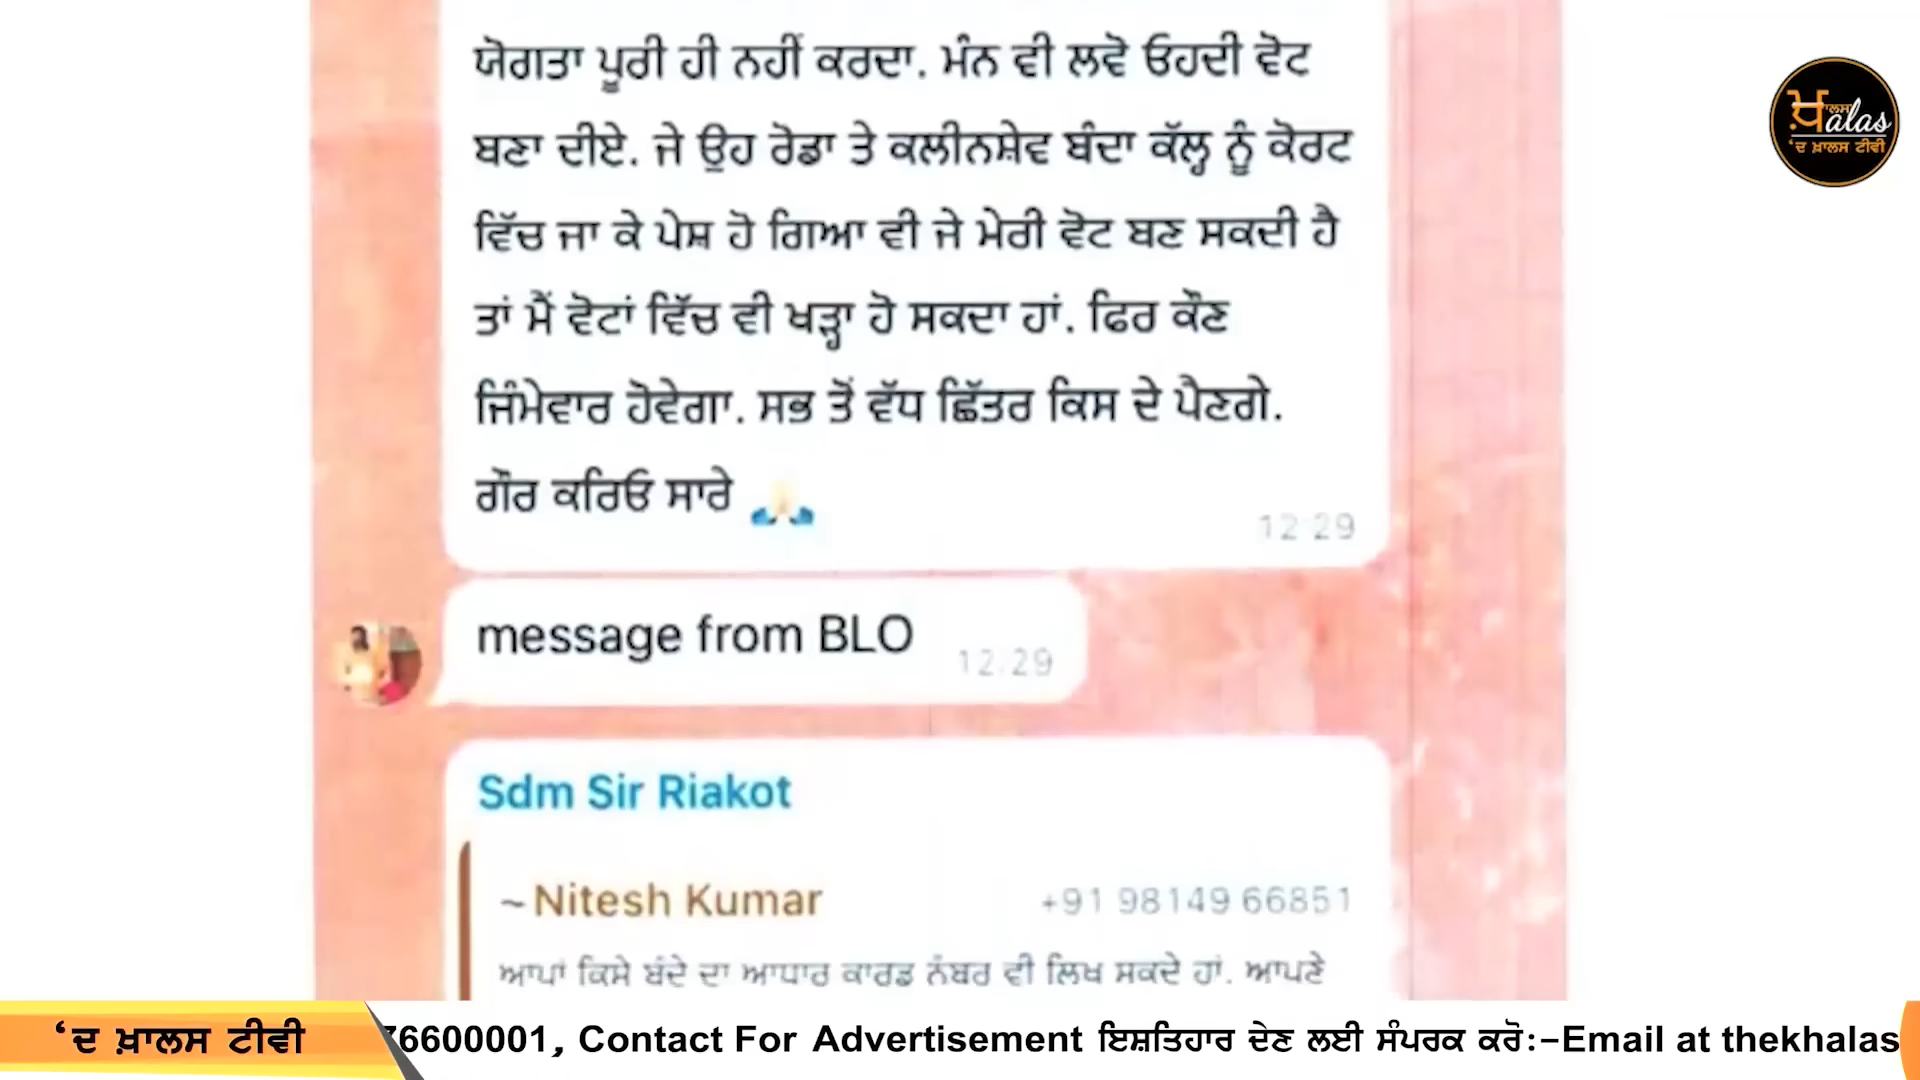 ਯੋਗਤਾ ਪੂਰੀ ਹੀ ਨਹੀਂ ਕਰਦਾ. ਮੰਨ ਵੀ ਲਵੋ ਓਹਦੀ ਵੋਟ
ਬਣਾ ਦੀਏ. ਜੇ ਉਹ ਰੋਡਾ ਤੇ ਕਲੀਨਸ਼ੇਵ ਬੰਦਾ ਕੱਲ੍ਹ ਨੂੰ ਕੋਰਟ
ਵਿੱਚ ਜਾ ਕੇ ਪੇਸ਼ ਹੋ ਗਿਆ ਵੀ ਜੇ ਮੇਰੀ ਵੋਟ ਬਣ ਸਕਦੀ ਹੈ
ਤਾਂ ਮੈਂ ਵੋਟਾਂ ਵਿੱਚ ਵੀ ਖੜ੍ਹਾ ਹੋ ਸਕਦਾ ਹਾਂ. ਫਿਰ ਕੌਣ
ਜਿੰਮੇਵਾਰ ਹੋਵੇਗਾ. ਸਭ ਤੋਂ ਵੱਧ ਛਿੱਤਰ ਕਿਸ ਦੇ ਪੈਣਗੇ.
ਗੌਰ ਕਰਿਓ ਸਾਰੇ 🙏🏻
12:29
message from BLO 12:29
Sdm Sir Riakot
~Nitesh Kumar +91 98149 66851
ਆਪਾਂ ਕਿਸੇ ਬੰਦੇ ਦਾ ਆਧਾਰ ਕਾਰਡ ਨੰਬਰ ਵੀ ਲਿਖ ਸਕਦੇ ਹਾਂ. ਆਪਣੇ
ਖ਼ਾਲਸ alas
‘ਦ ਖ਼ਾਲਸ ਟੀਵੀ
‘ਦ ਖ਼ਾਲਸ ਟੀਵੀ 76600001, Contact For Advertisement ਇਸ਼ਤਿਹਾਰ ਦੇਣ ਲਈ ਸੰਪਰਕ ਕਰੋ:-Email at thekhalas